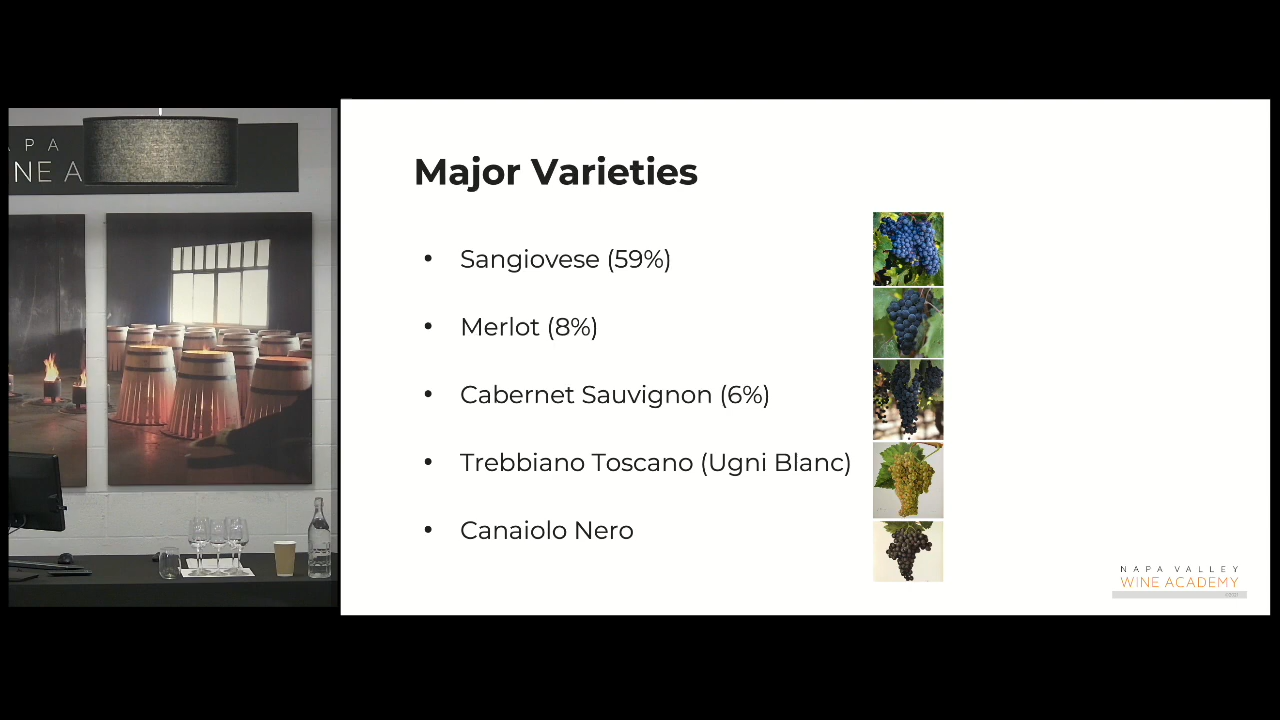 A P A
NE A
Major Varieties
• Sangiovese (59%)
• Merlot (8%)
• Cabernet Sauvignon (6%)
• Trebbiano Toscano (Ugni Blanc)
• Canaiolo Nero
NAPA VALLEY
WINE ACADEMY